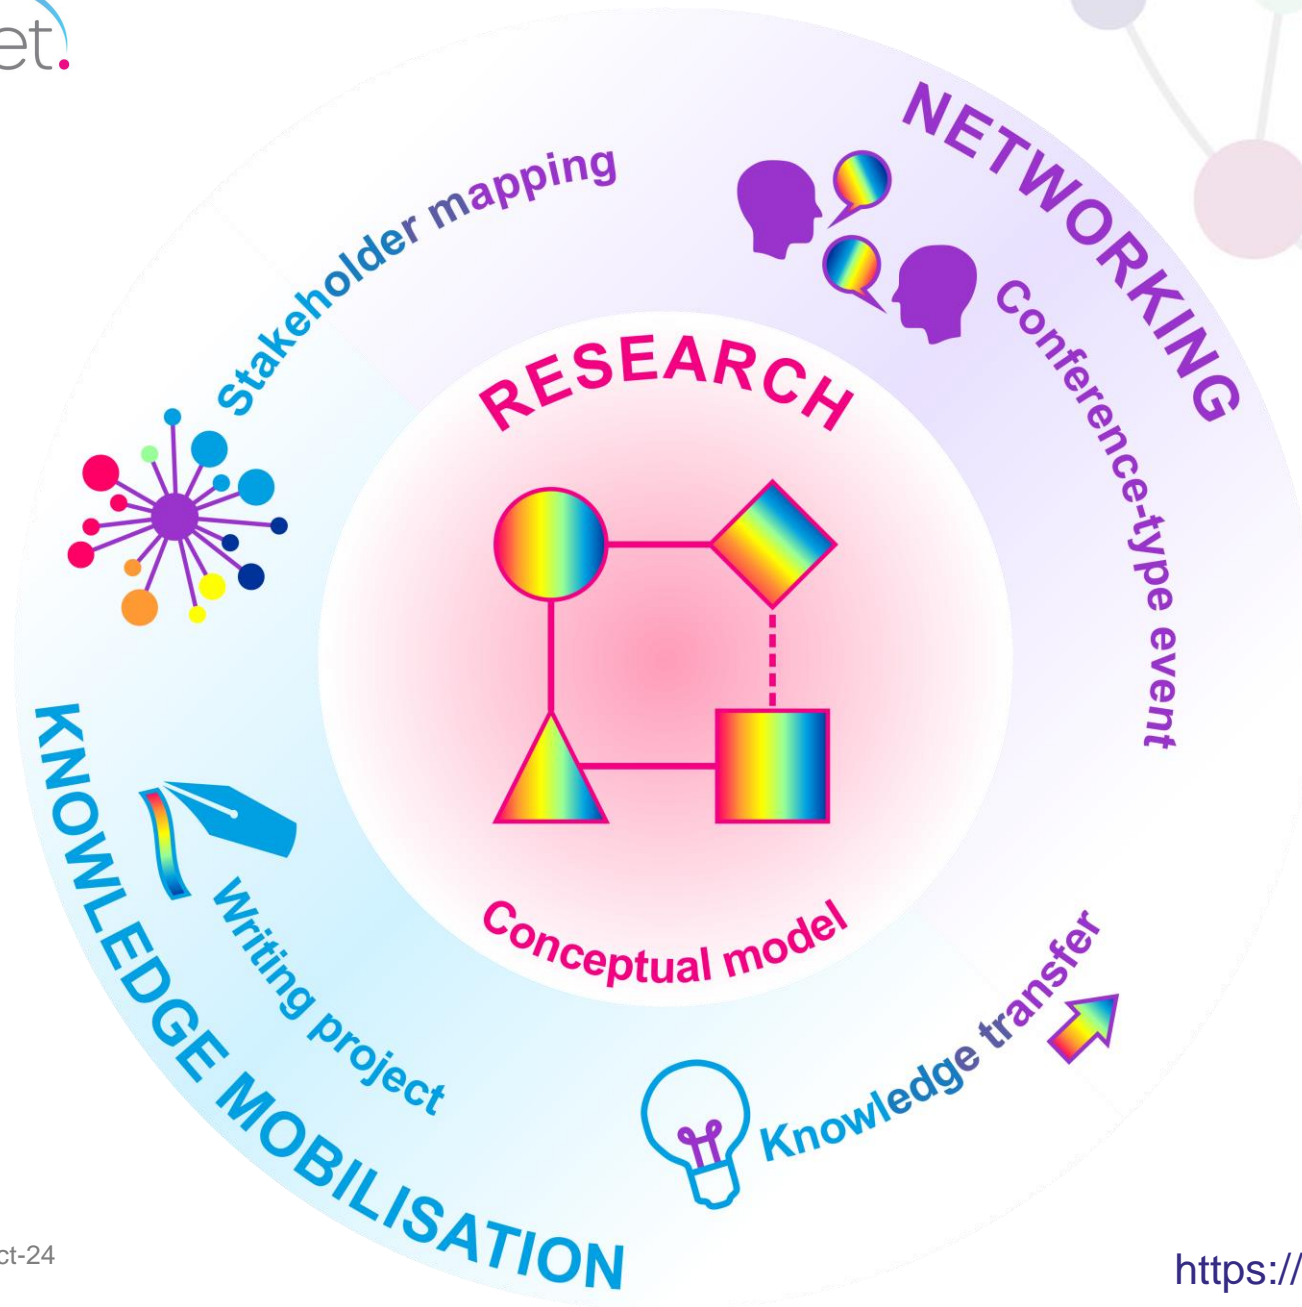 et.
NETWORKING
Stakeholder mapping
Conference-type event
RESEARCH
Conceptual model
KNOWLEDGE MOBILISATION
Writing project
Knowledge transfer
ct-24
https://